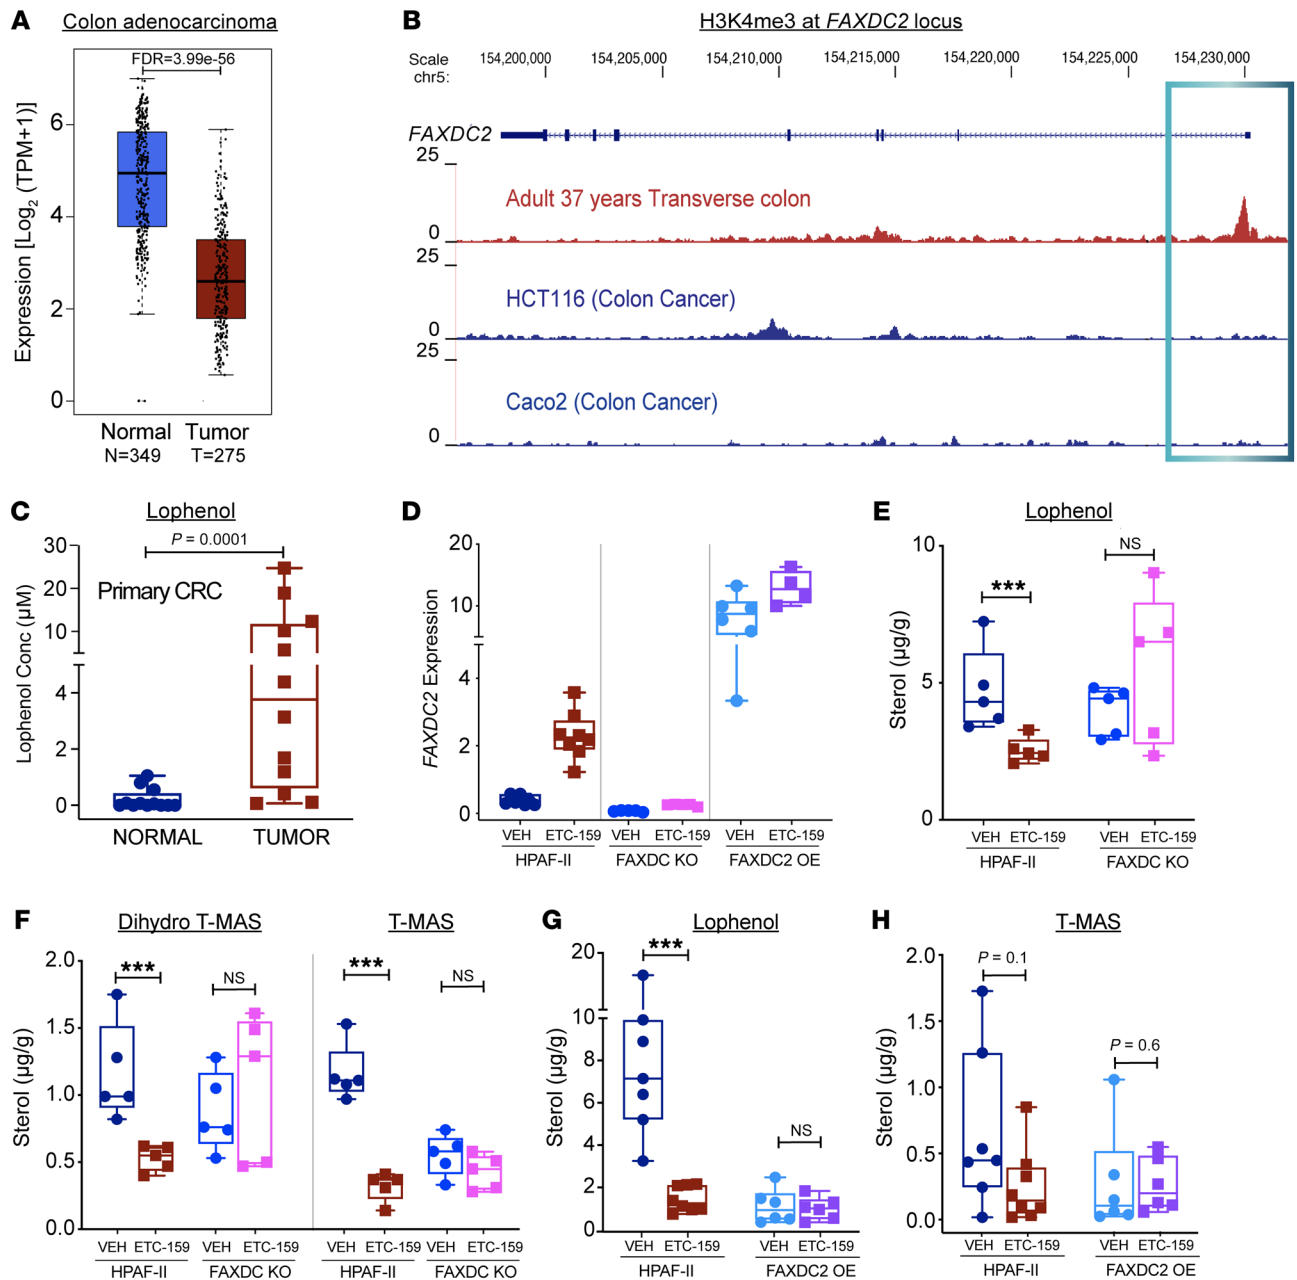 A
Colon adenocarcinoma
FDR=3.99e-56
Expression [Log2 (TPM+1)]
6
4
2
0
Normal
N=349
Tumor
T=275
B
H3K4me3 at FAXDC2 locus
Scale
chr5:
154,200,000
154,205,000
154,210,000
154,215,000
154,220,000
154,225,000
154,230,000
FAXDC2
25
Adult 37 years Transverse colon
0
25
HCT116 (Colon Cancer)
0
25
Caco2 (Colon Cancer)
0
C
Lophenol
P = 0.0001
Primary CRC
Lophenol Conc (µM)
30
20
10
4
2
0
NORMAL
TUMOR
D
FAXDC2 Expression
20
10
4
2
0
VEH ETC-159 VEH ETC-159 VEH ETC-159
HPAF-II FAXDC KO FAXDC2 OE
E
Lophenol
NS
***
Sterol (µg/g)
10
5
0
VEH ETC-159 VEH ETC-159
HPAF-II FAXDC KO
F
Dihydro T-MAS
T-MAS
***
NS
***
NS
Sterol (µg/g)
2.0
1.5
1.0
0.5
0.0
VEH ETC-159 VEH ETC-159 VEH ETC-159 VEH ETC-159
HPAF-II FAXDC KO HPAF-II FAXDC KO
G
Lophenol
***
NS
Sterol (µg/g)
20
10
8
6
4
2
0
VEH ETC-159 VEH ETC-159
HPAF-II FAXDC2 OE
H
T-MAS
P = 0.1
P = 0.6
Sterol (µg/g)
2.0
1.5
1.0
0.5
0.0
VEH ETC-159 VEH ETC-159
HPAF-II FAXDC2 OE